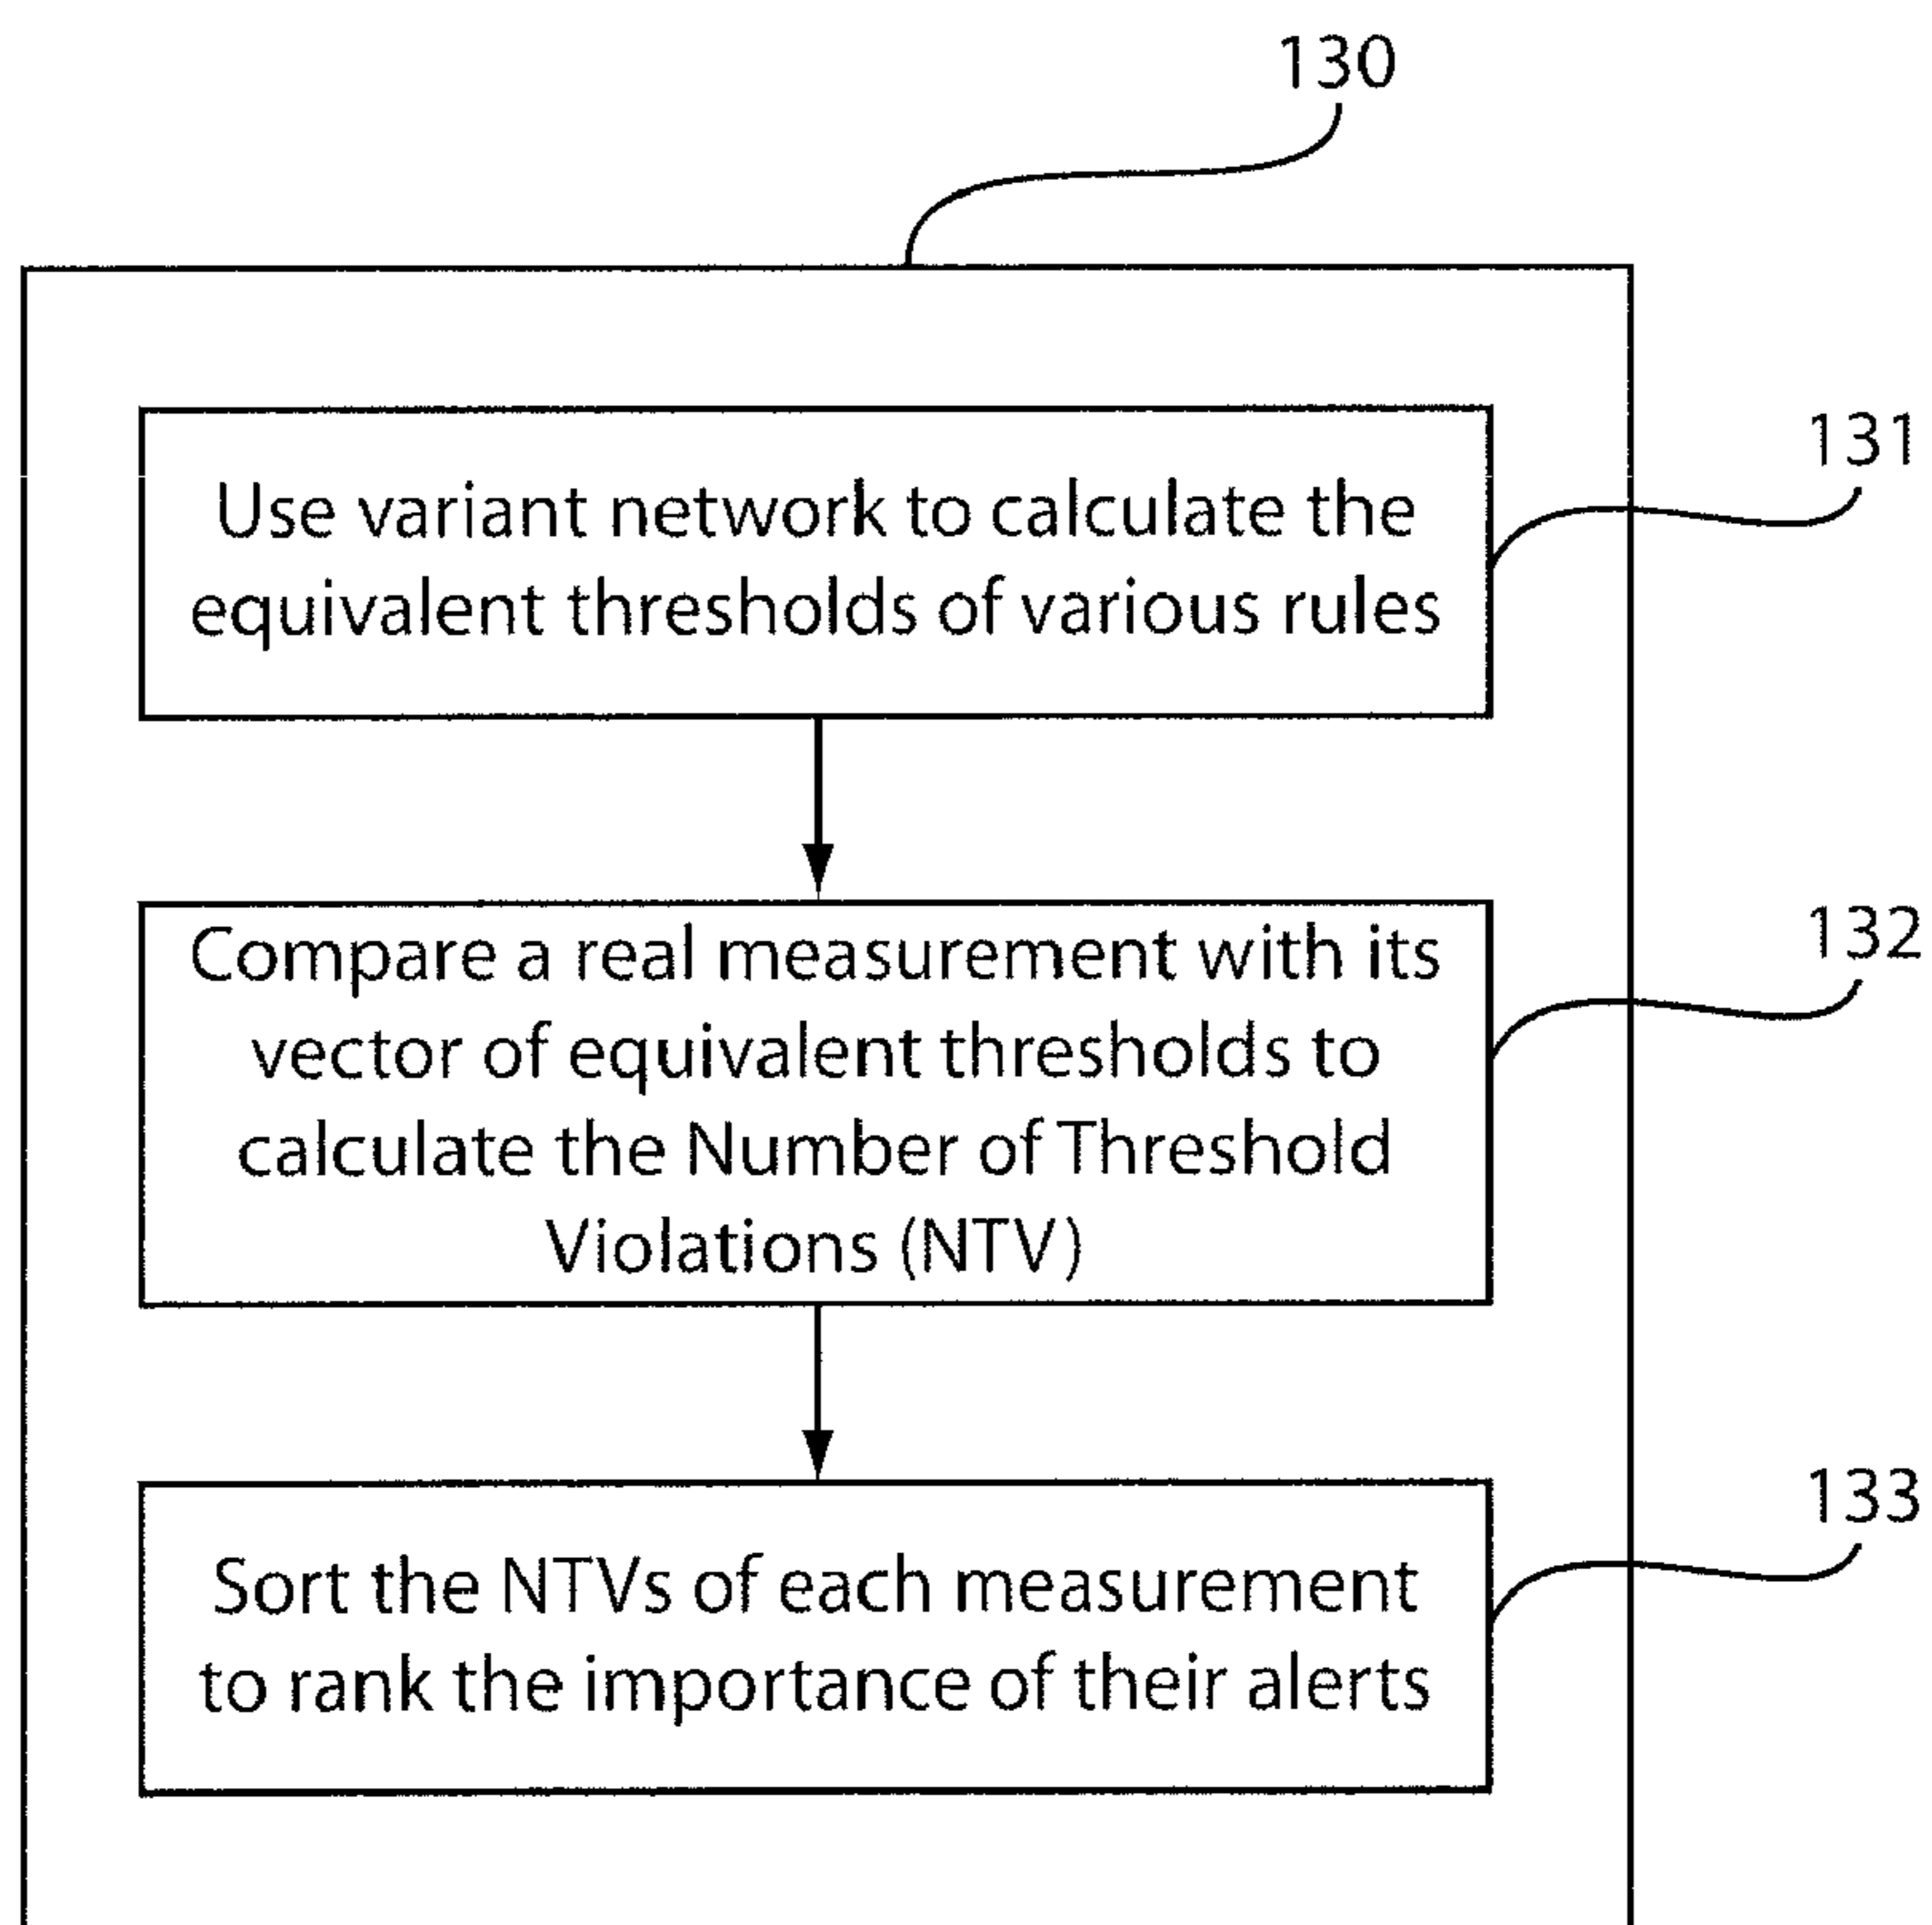 130
Use variant network to calculate the
equivalent thresholds of various rules
131
Compare a real measurement with its
vector of equivalent thresholds to
calculate the Number of Threshold
Violations (NTV)
132
Sort the NTVs of each measurement
to rank the importance of their alerts
133